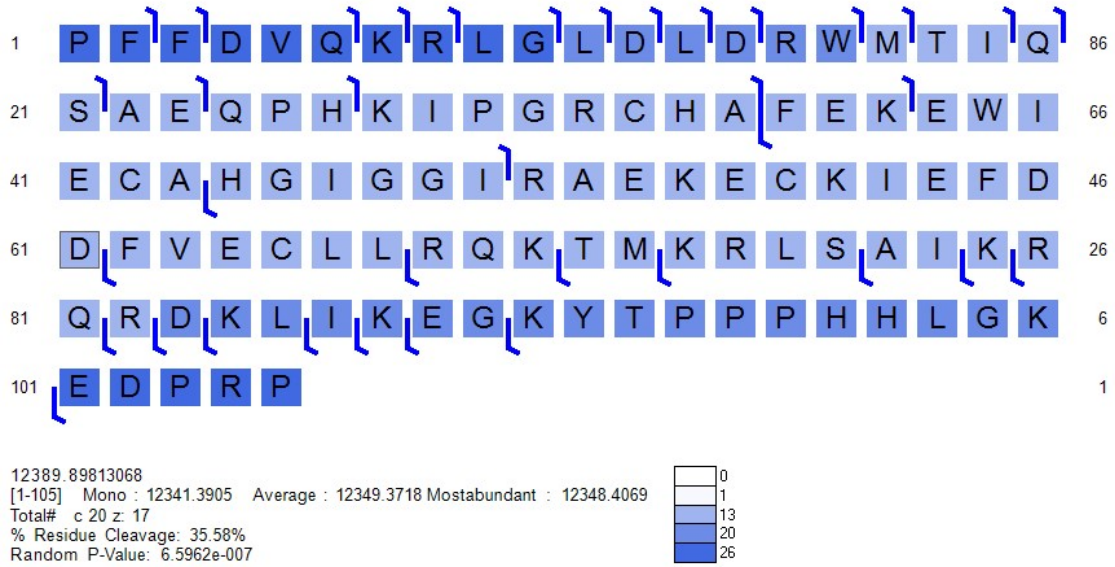 1 P F F D V Q K R L G L D L D R W M T I Q 86
21 S A E Q P H K I P G R C H A F E K E W I 66
41 E C A H G I G G I R A E K E C K I E F D 46
61 D F V E C L L R Q K T M K R L S A I K R 26
81 Q R D K L I K E G K Y T P P P H H L G K 6
101 E D P R P 1
12389.89813068
[1-105] Mono : 12341.3905 Average : 12349.3718 Mostabundant : 12348.4069
Total# c 20 z: 17
% Residue Cleavage: 35.58%
Random P-Value: 6.5962e-007
0
1
13
20
26